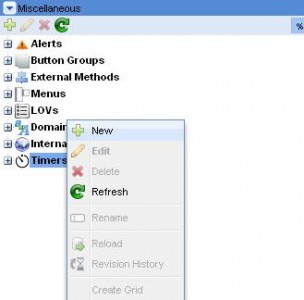 Miscellaneous
%
Alerts
Button Groups
External Methods
Menus
LOVs
Domain
Interna
Timers
New
Edit
Delete
Refresh
Rename
Reload
Revision History
Create Grid